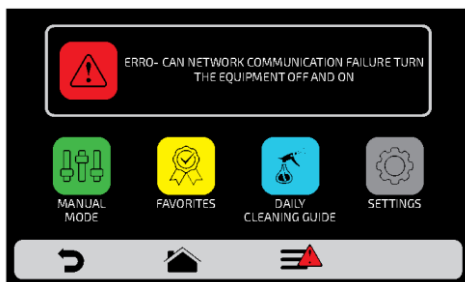 ERRO- CAN NETWORK COMMUNICATION FAILURE TURN
THE EQUIPMENT OFF AND ON
MANUAL
MODE
FAVORITES
DAILY
CLEANING GUIDE
SETTINGS